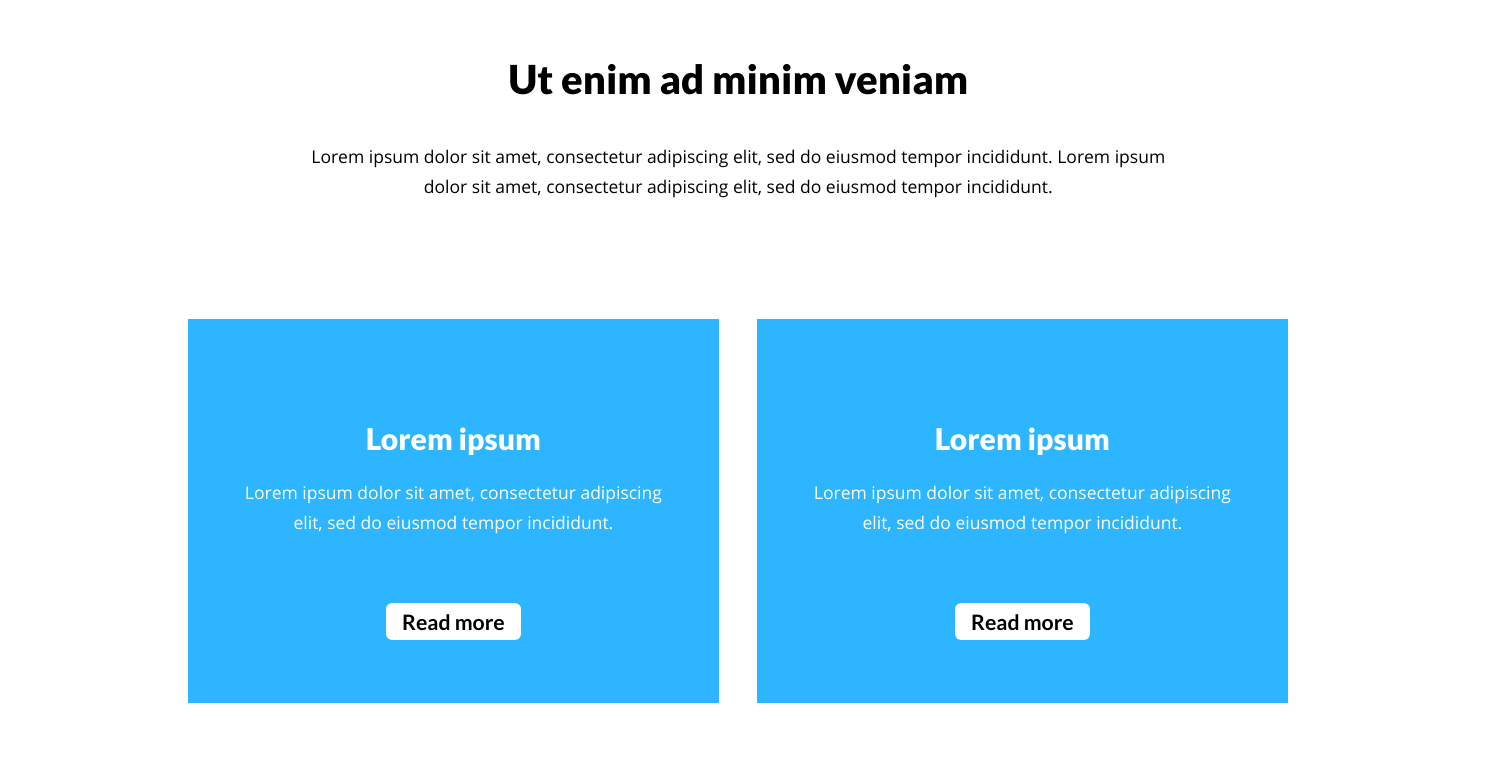 Ut enim ad minim veniam
Lorem ipsum dolor sit amet, consectetur adipiscing elit, sed do eiusmod tempor incididunt. Lorem ipsum
dolor sit amet, consectetur adipiscing elit, sed do eiusmod tempor incididunt.
Lorem ipsum
Lorem ipsum dolor sit amet, consectetur adipiscing
elit, sed do eiusmod tempor incididunt.
Read more
Lorem ipsum
Lorem ipsum dolor sit amet, consectetur adipiscing
elit, sed do eiusmod tempor incididunt.
Read more